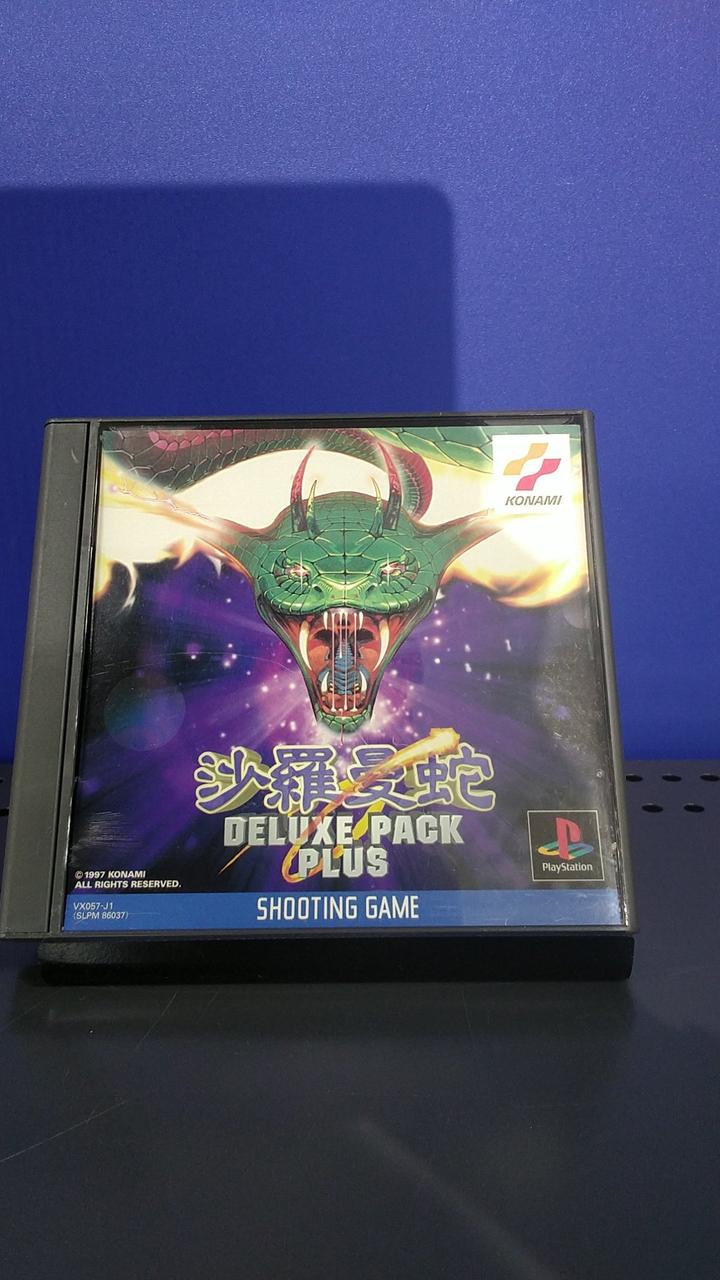 KONAMI
沙羅曼蛇
DELUXE PACK
PLUS
PlayStation
© 1997 KONAMI
ALL RIGHTS RESERVED.
VX057-J1
(SLPM 86037)
SHOOTING GAME